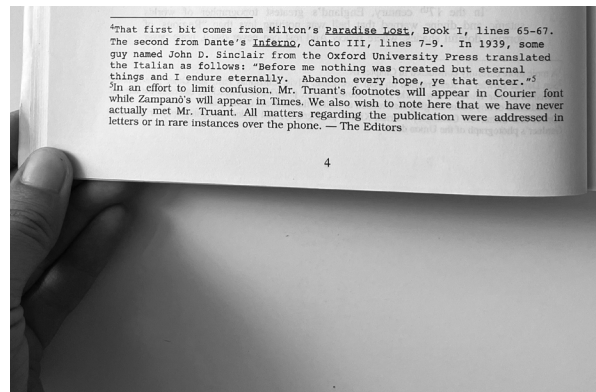 ⁴That first bit comes from Milton's Paradise Lost, Book I, lines 65-67.
The second from Dante's Inferno, Canto III, lines 7-9.  In 1939, some
guy named John D. Sinclair from the Oxford University Press translated
the Italian as follows: "Before me nothing was created but eternal
things and I endure eternally.  Abandon every hope, ye that enter."⁵
⁵In an effort to limit confusion, Mr. Truant's footnotes will appear in Courier font
while Zampanò's will appear in Times. We also wish to note here that we have never
actually met Mr. Truant. All matters regarding the publication were addressed in
letters or in rare instances over the phone. — The Editors
4